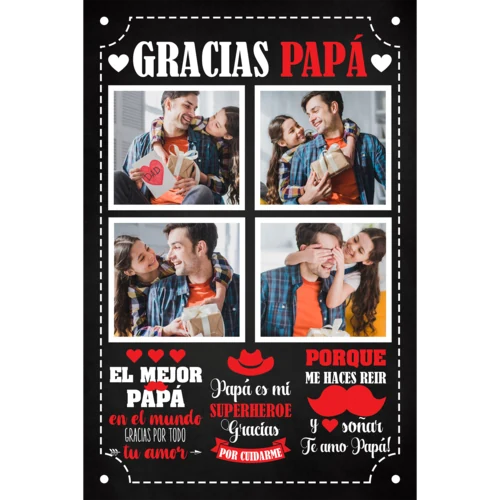 GRACIAS PAPÁ
DAD
EL MEJOR
PAPÁ
en el mundo
GRACIAS POR TODO
tu amor
Papá es mi
SUPERHEROE
Gracias
POR CUIDARME
PORQUE
ME HACES REIR
Y soñar
Te amo Papá!